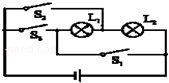 S₂ L₁ L₂
S₃
S₁